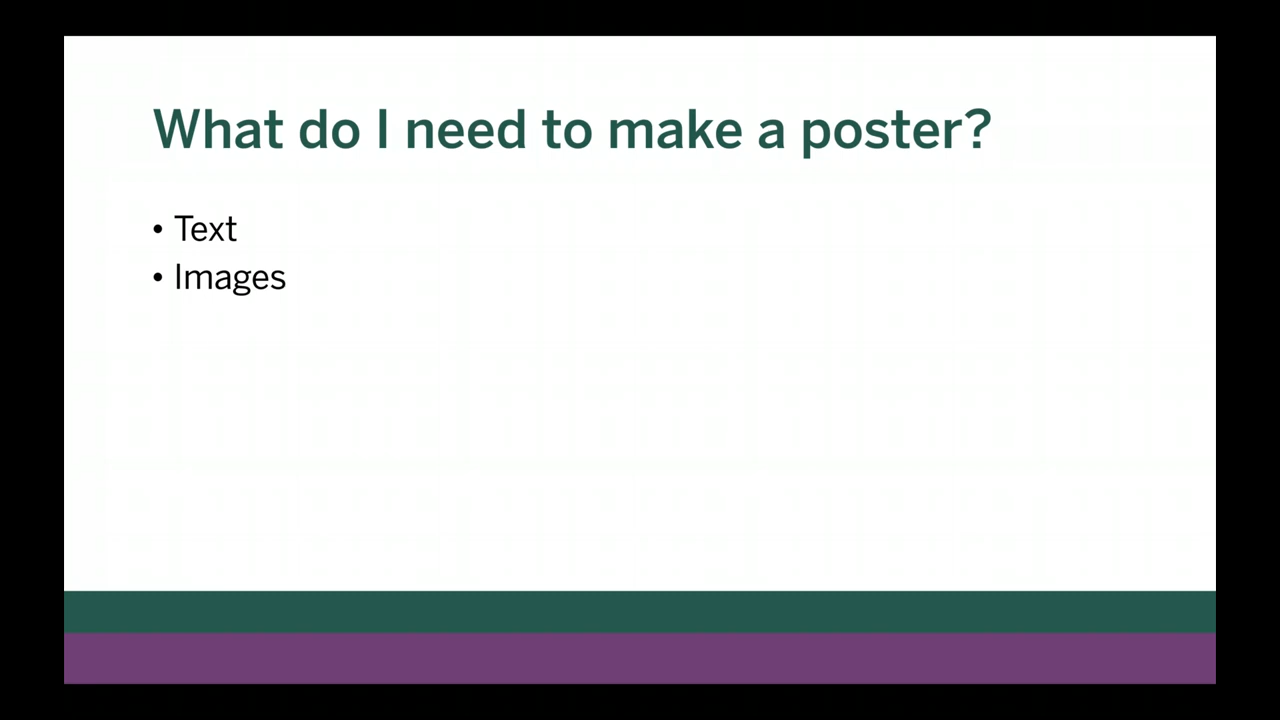 What do I need to make a poster?
• Text
• Images